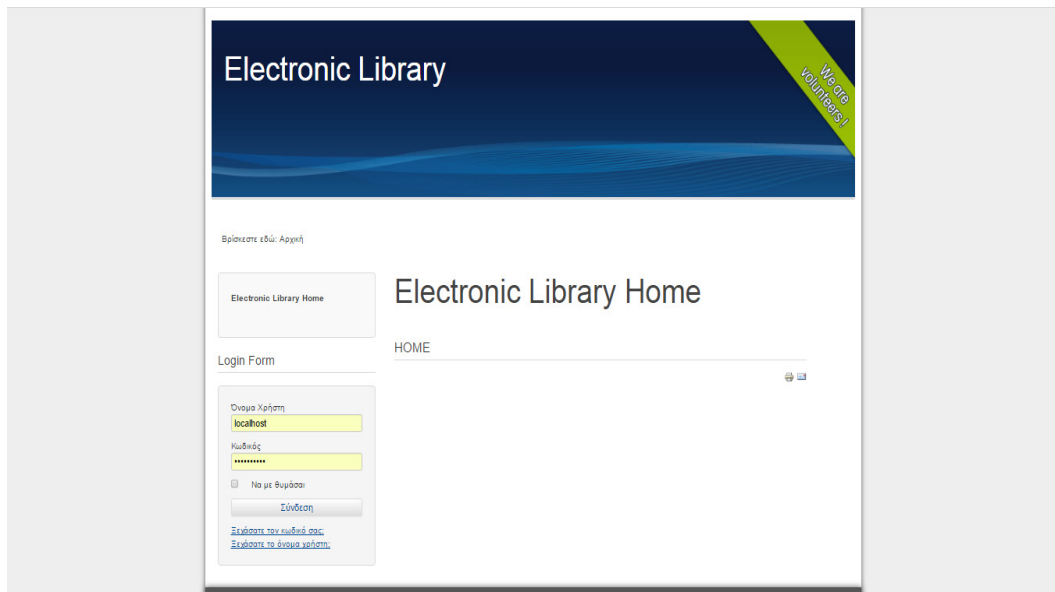 Electronic Library
We are
volunteers !
Βρίσκεστε εδώ: Αρχική
Electronic Library Home
Electronic Library Home
HOME
Login Form
Όνομα Χρήστη
localhost
Κωδικός
••••••••••
Να με θυμάσαι
Σύνδεση
Ξεχάσατε τον κωδικό σας;
Ξεχάσατε το όνομα χρήστη;